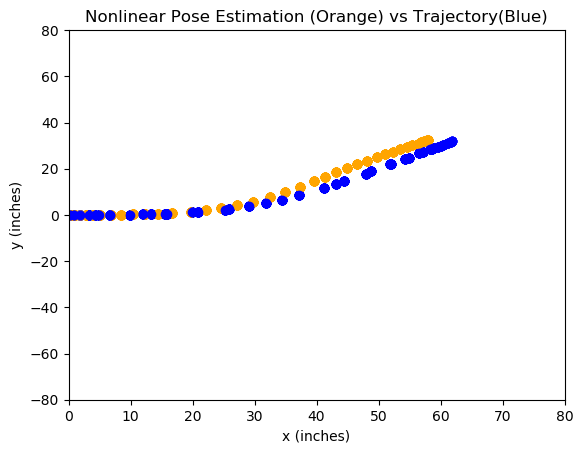 Nonlinear Pose Estimation (Orange) vs Trajectory(Blue)
80
60
40
20
0
−20
−40
−60
−80
y (inches)
0 10 20 30 40 50 60 70 80
x (inches)